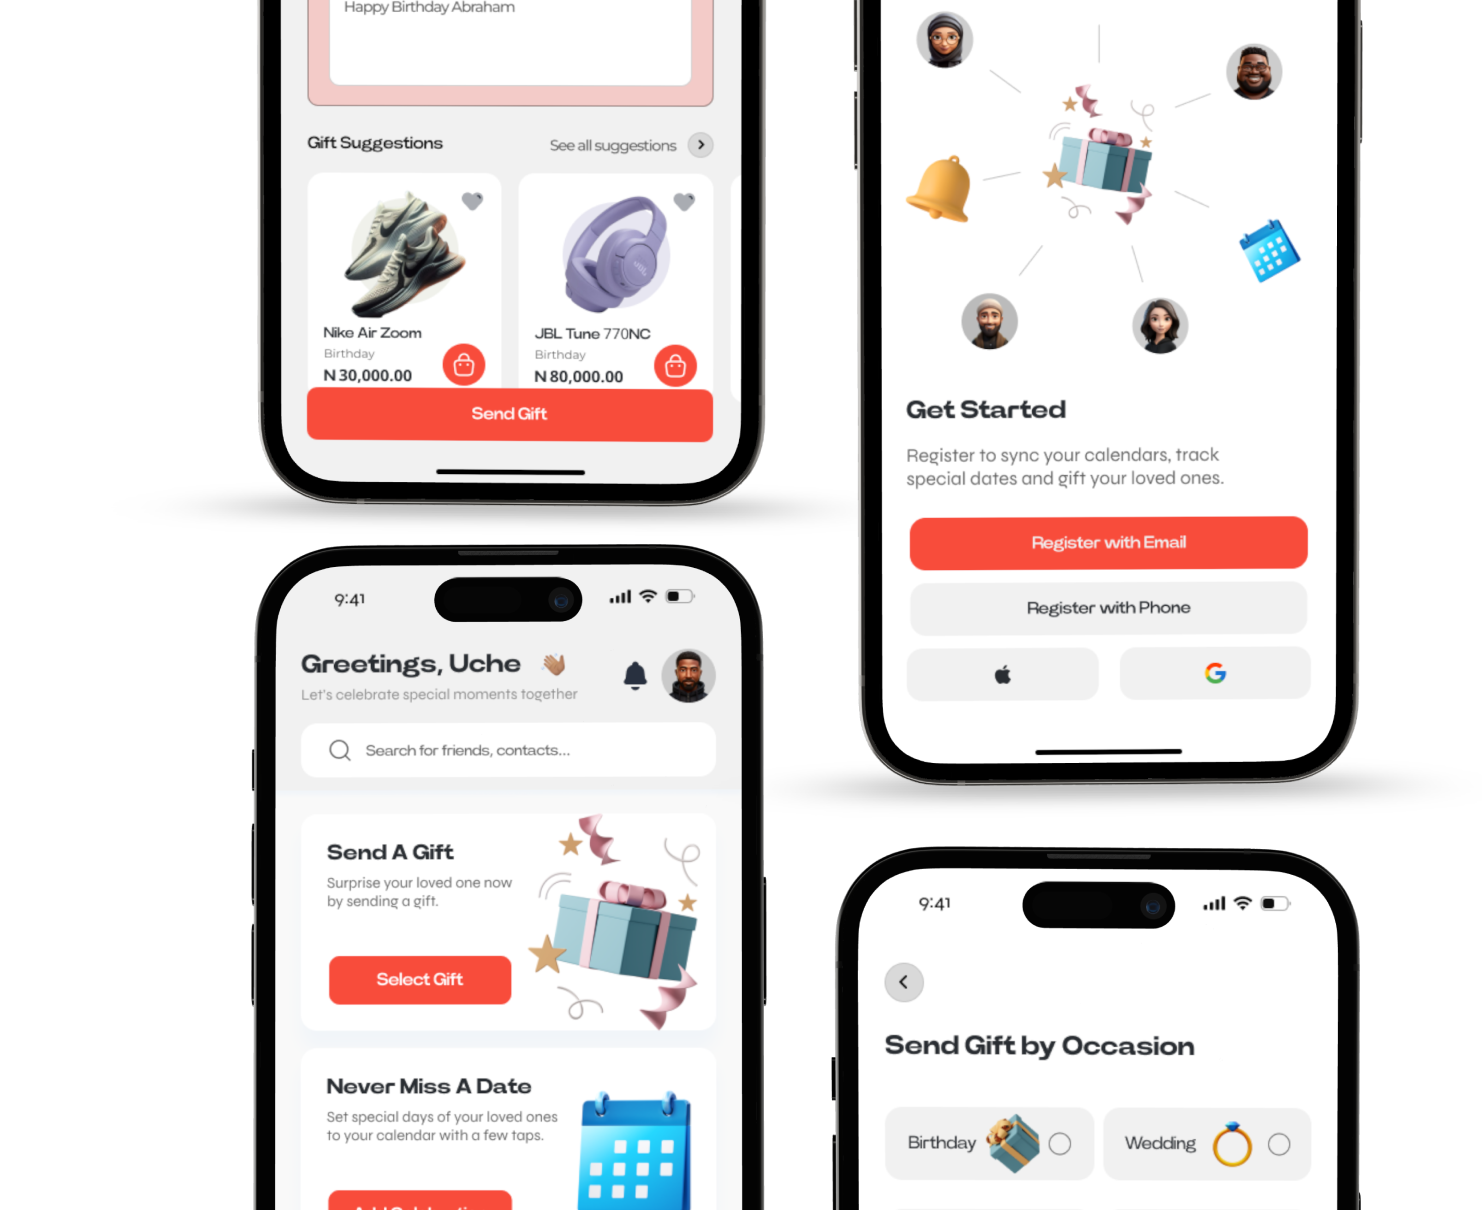 Happy Birthday Abraham
Gift Suggestions
See all suggestions
Nike Air Zoom
Birthday
N 30,000.00
JBL Tune 770NC
Birthday
N 80,000.00
Send Gift
Get Started
Register to sync your calendars, track
special dates and gift your loved ones.
Register with Email
Register with Phone
9:41
Greetings, Uche
Let's celebrate special moments together
Search for friends, contacts...
Send A Gift
Surprise your loved one now
by sending a gift.
Select Gift
Never Miss A Date
Set special days of your loved ones
to your calendar with a few taps.
9:41
Send Gift by Occasion
Birthday
Wedding